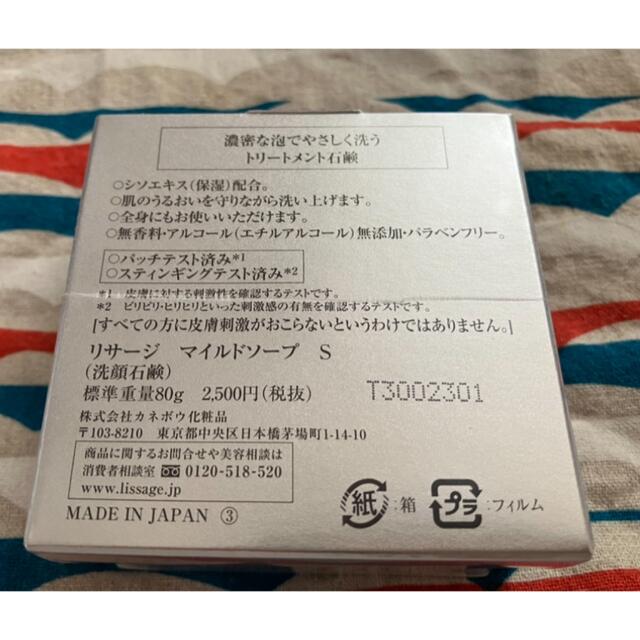 濃密な泡でやさしく洗う
トリートメント石鹸
○シソエキス(保湿)配合。
○肌のうるおいを守りながら洗い上げます。
○全身にもお使いいただけます。
○無香料・アルコール(エチルアルコール)無添加・パラベンフリー。
○パッチテスト済み*1
○スティンギングテスト済み*2
*1 皮膚に対する刺激性を確認するテストです。
*2 ピリピリ・ヒリヒリといった刺激感の有無を確認するテストです。
[すべての方に皮膚刺激がおこらないというわけではありません。]
リサージ マイルドソープ S
(洗顔石鹸)
標準重量80g 2,500円(税抜) T3002301
株式会社カネボウ化粧品
〒103-8210 東京都中央区日本橋茅場町1-14-10
商品に関するお問合せや美容相談は
消費者相談室 0120-518-520
www.lissage.jp
MADE IN JAPAN ③
紙:箱 プラ:フィルム